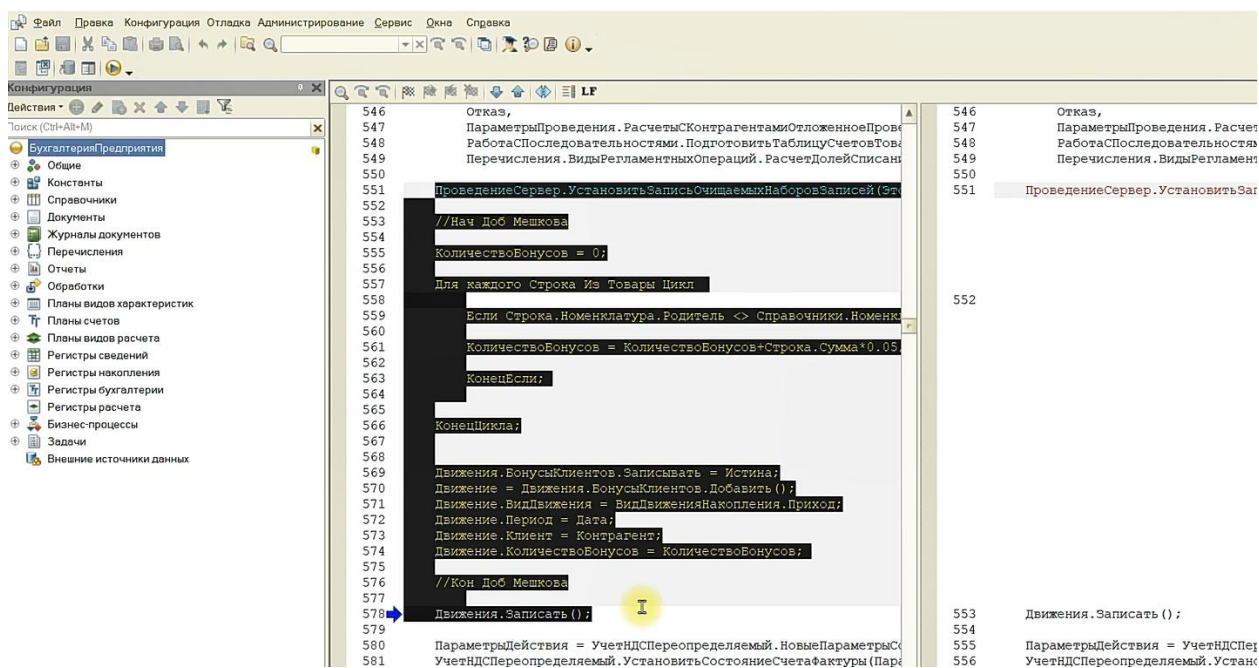 Файл Правка Конфигурация Отладка Администрирование Сервис Окна Справка
Конфигурация
Действия
Поиск (Ctrl+Alt+M)
БухгалтерияПредприятия
Общие
Константы
Справочники
Документы
Журналы документов
Перечисления
Отчеты
Обработки
Планы видов характеристик
Планы счетов
Планы видов расчета
Регистры сведений
Регистры накопления
Регистры бухгалтерии
Регистры расчета
Бизнес-процессы
Задачи
Внешние источники данных
LF
546 Отказ,
547 ПараметрыПроведения.РасчетыСКонтрагентамиОтложенноеПрове
548 РаботаСПоследовательностями.ПодготовитьТаблицуСчетовТова
549 Перечисления.ВидыРегламентныхОпераций.РасчетДолейСписани
550
551 ПроведениеСервер.УстановитьЗаписьОчищаемыхНаборовЗаписей(Это
552
553 //Нач Доб Мешкова
554
555 КоличествоБонусов = 0;
556
557 Для каждого Строка Из Товары Цикл
558
559 Если Строка.Номенклатура.Родитель <> Справочники.Номенкл
560
561 КоличествоБонусов = КоличествоБонусов+Строка.Сумма*0.05;
562
563 КонецЕсли;
564
565
566 КонецЦикла;
567
568
569 Движения.БонусыКлиентов.Записывать = Истина;
570 Движение = Движения.БонусыКлиентов.Добавить();
571 Движение.ВидДвижения = ВидДвиженияНакопления.Приход;
572 Движение.Период = Дата;
573 Движение.Клиент = Контрагент;
574 Движение.КоличествоБонусов = КоличествоБонусов;
575
576 //Кон Доб Мешкова
577
578 Движения.Записать();
579
580 ПараметрыДействия = УчетНДСПереопределяемый.НовыеПараметрыСо
581 УчетНДСПереопределяемый.УстановитьСостояниеСчетаФактуры(Пара
546 Отказ,
547 ПараметрыПроведения.Расчет
548 РаботаСПоследовательностям
549 Перечисления.ВидыРегламент
550
551 ПроведениеСервер.УстановитьЗап
552
553 Движения.Записать();
554
555 ПараметрыДействия = УчетНДСПер
556 УчетНДСПереопределяемый.Устано